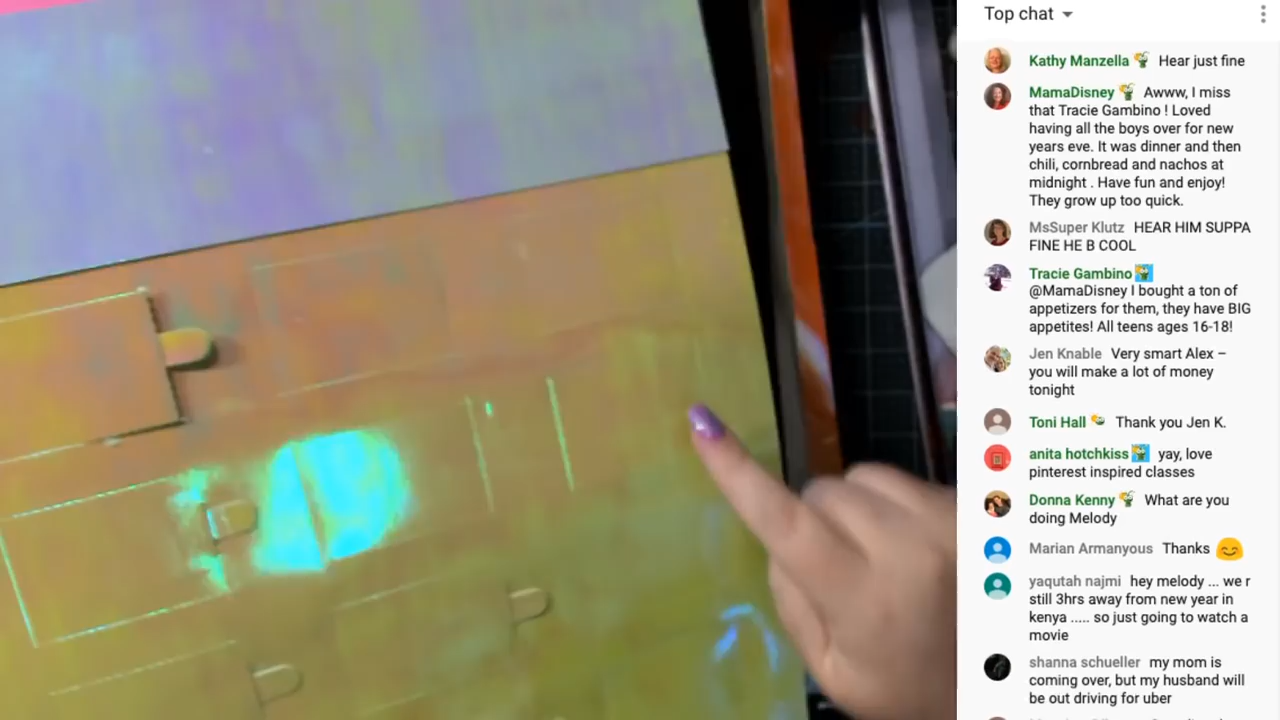 Top chat
Kathy Manzella Hear just fine
MamaDisney Awww, I miss
that Tracie Gambino ! Loved
having all the boys over for new
years eve. It was dinner and then
chili, cornbread and nachos at
midnight . Have fun and enjoy!
They grow up too quick.
MsSuper Klutz HEAR HIM SUPPA
FINE HE B COOL
Tracie Gambino
@MamaDisney I bought a ton of
appetizers for them, they have BIG
appetites! All teens ages 16-18!
Jen Knable Very smart Alex –
you will make a lot of money
tonight
Toni Hall Thank you Jen K.
anita hotchkiss yay, love
pinterest inspired classes
Donna Kenny What are you
doing Melody
Marian Armanyous Thanks
yaqutah najmi hey melody ... we r
still 3hrs away from new year in
kenya ..... so just going to watch a
movie
shanna schueller my mom is
coming over, but my husband will
be out driving for uber